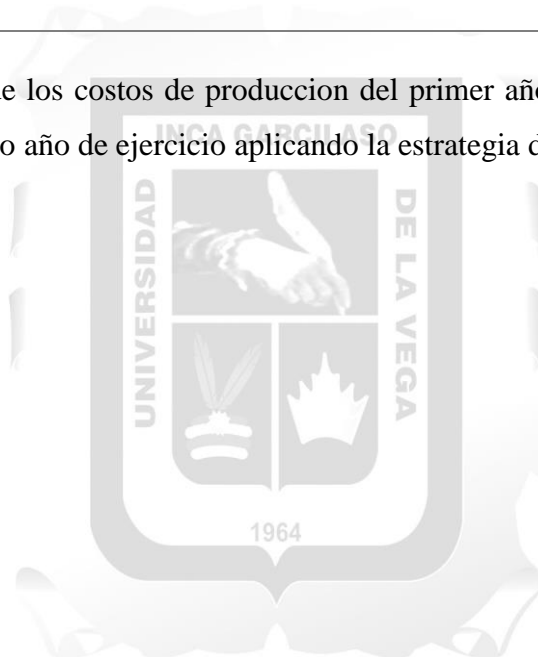 e los costos de produccion del primer año
o año de ejercicio aplicando la estrategia d
INCA GARCILASO
UNIVERSIDAD
DE LA VEGA
1964